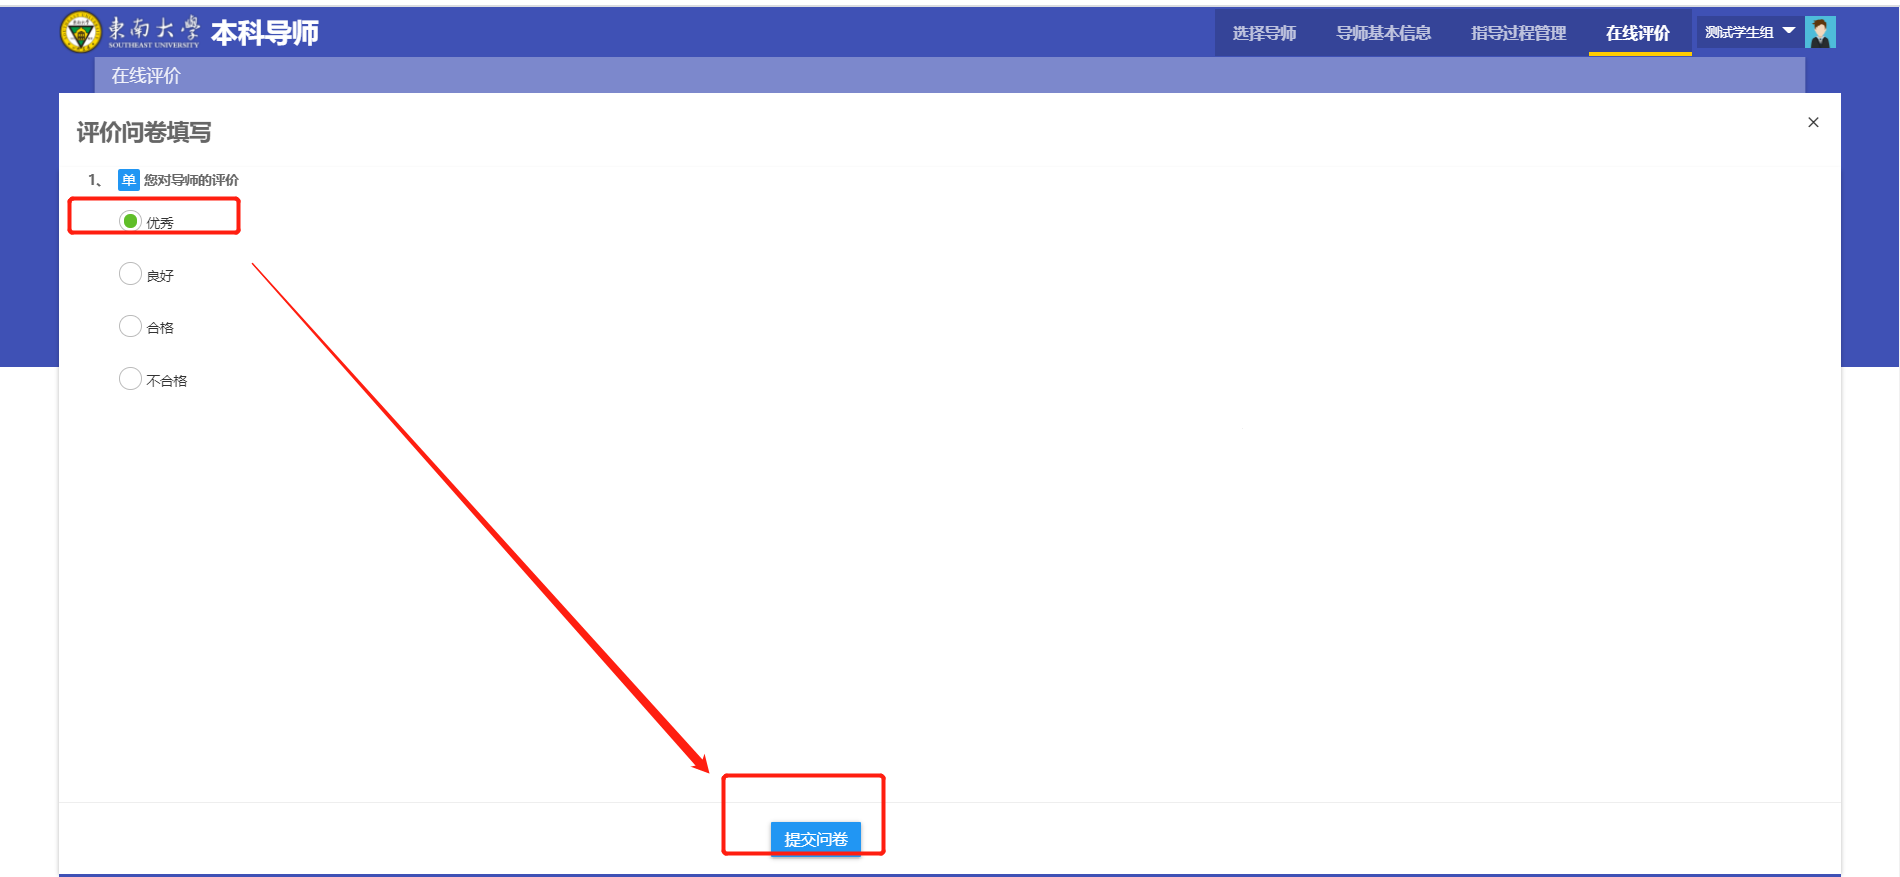 東南大學
SOUTHEAST UNIVERSITY
本科导师
选择导师 导师基本信息 指导过程管理 在线评价 测试学生组
在线评价
评价问卷填写
×
1、 单 您对导师的评价
优秀
良好
合格
不合格
提交问卷